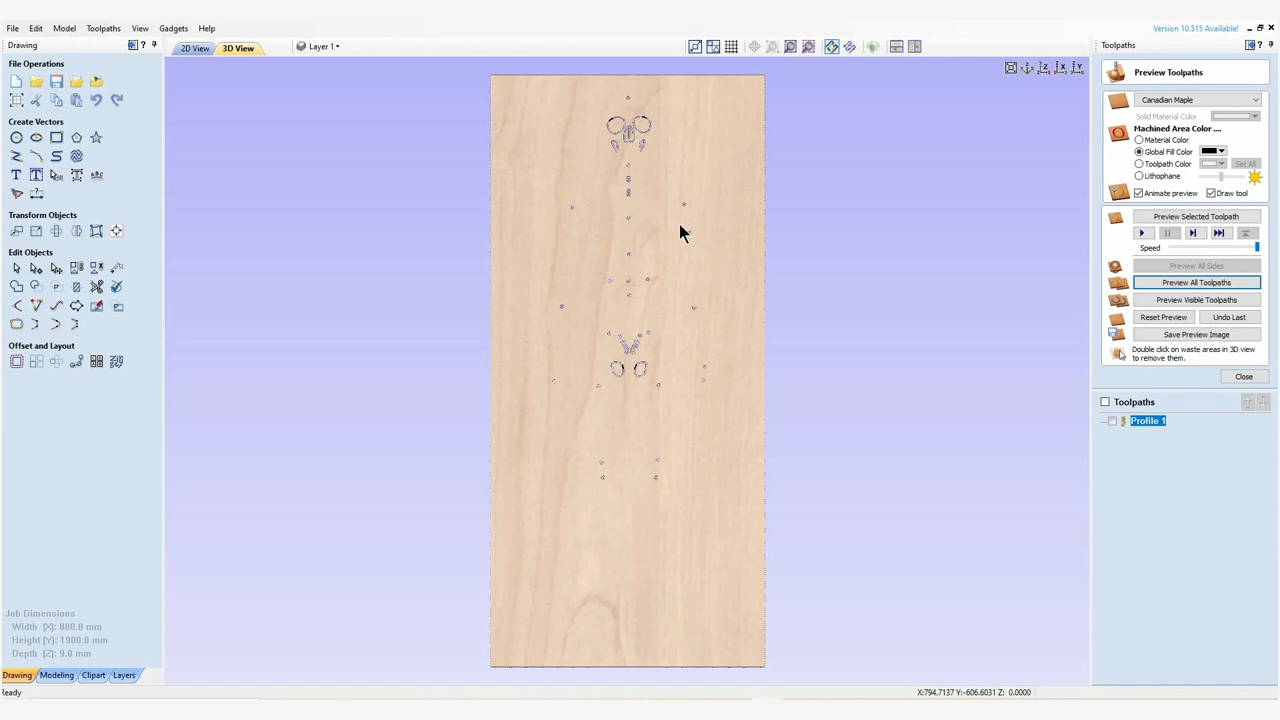 File Edit Model Toolpaths View Gadgets Help
Version 10.515 Available!
Drawing
2D View
3D View
Layer 1
Toolpaths
File Operations
Create Vectors
Transform Objects
Edit Objects
Offset and Layout
Job Dimensions
Width (X): 880.0 mm
Height (Y): 1900.0 mm
Depth (Z): 9.0 mm
Drawing Modeling Clipart Layers
Ready
X:794.7137 Y:-606.6031 Z: 0.0000
Preview Toolpaths
Canadian Maple
Solid Material Color
Machined Area Color ....
Material Color
Global Fill Color
Toolpath Color
Set All
Lithophane
Animate preview
Draw tool
Preview Selected Toolpath
Speed
Preview All Sides
Preview All Toolpaths
Preview Visible Toolpaths
Reset Preview
Undo Last
Save Preview Image
Double click on waste areas in 3D view
to remove them.
Close
Toolpaths
Profile 1